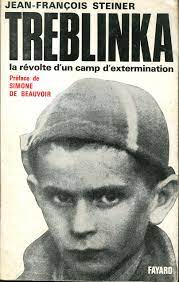 JEAN-FRANÇOIS STEINER
TREBLINKA
la révolte d'un camp d'extermination
Préface de
SIMONE
DE BEAUVOIR
FAYARD